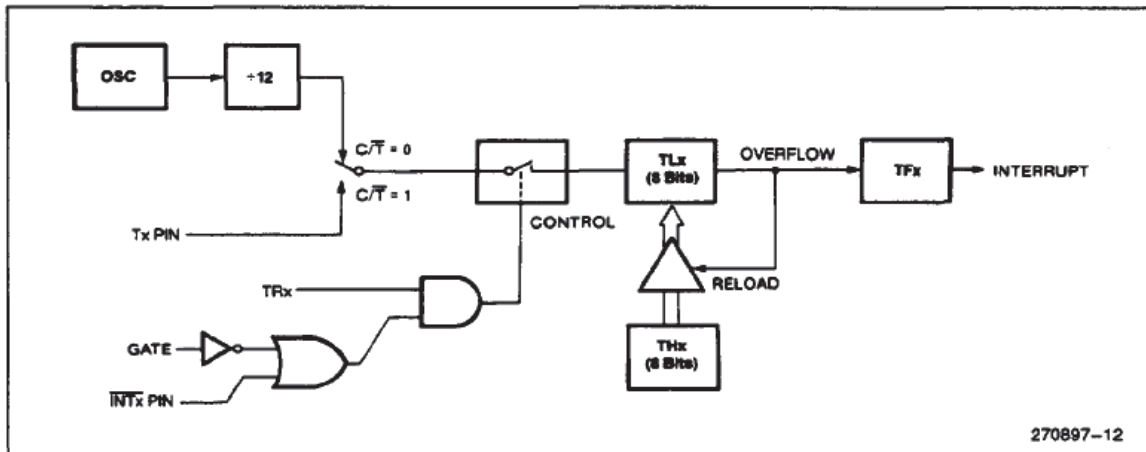 OSC
÷12
C/T̅ = 0
C/T̅ = 1
Tx PIN
CONTROL
TLx
(8 Bits)
OVERFLOW
TFx
INTERRUPT
RELOAD
TRx
GATE
I̅N̅T̅x̅ PIN
THx
(8 Bits)
270897–12